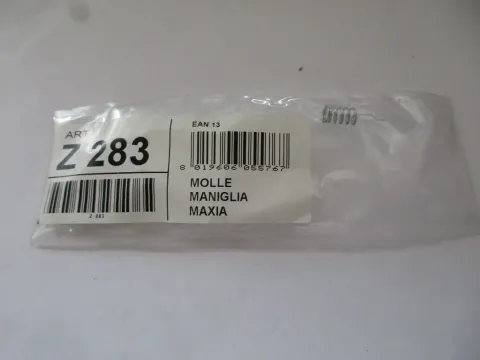 ART
Z 283
Z 283
EAN 13
8 019606 055767
MOLLE
MANIGLIA
MAXIA